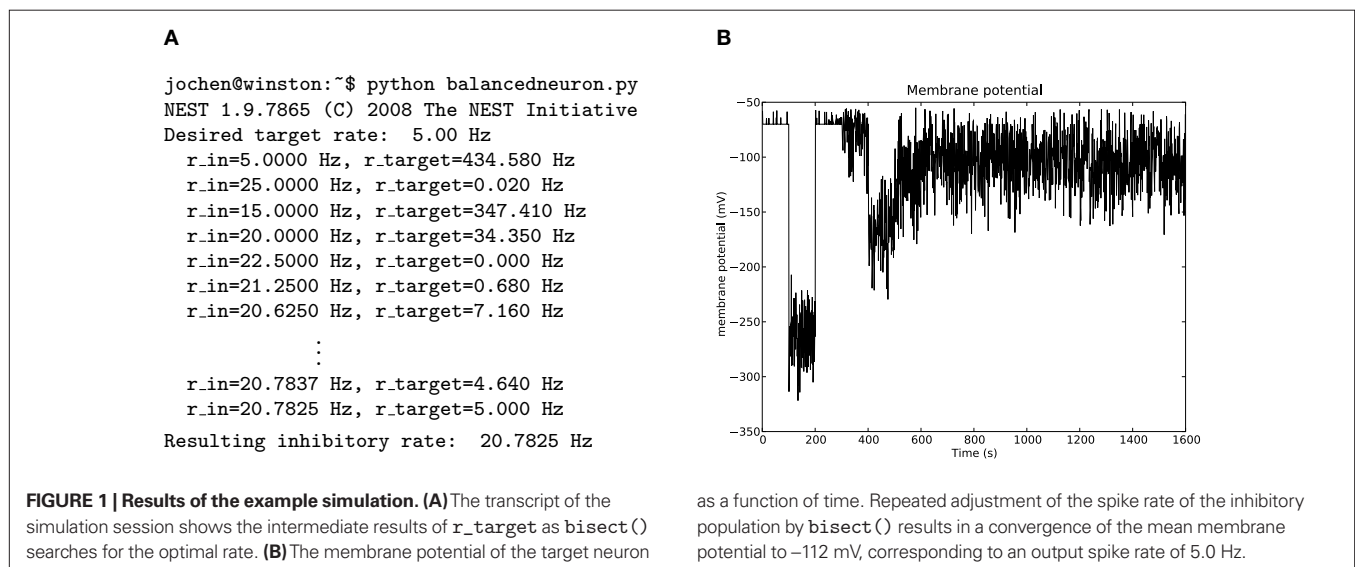 A
jochen@winston:~$ python balancedneuron.py
NEST 1.9.7865 (C) 2008 The NEST Initiative
Desired target rate: 5.00 Hz
r_in=5.0000 Hz, r_target=434.580 Hz
r_in=25.0000 Hz, r_target=0.020 Hz
r_in=15.0000 Hz, r_target=347.410 Hz
r_in=20.0000 Hz, r_target=34.350 Hz
r_in=22.5000 Hz, r_target=0.000 Hz
r_in=21.2500 Hz, r_target=0.680 Hz
r_in=20.6250 Hz, r_target=7.160 Hz
⋮
r_in=20.7837 Hz, r_target=4.640 Hz
r_in=20.7825 Hz, r_target=5.000 Hz
Resulting inhibitory rate: 20.7825 Hz
B
Membrane potential
membrane potential (mV)
−50
−100
−150
−200
−250
−300
−350
0 200 400 600 800 1000 1200 1400 1600
Time (s)
FIGURE 1 | Results of the example simulation. (A) The transcript of the
simulation session shows the intermediate results of r_target as bisect()
searches for the optimal rate. (B) The membrane potential of the target neuron
as a function of time. Repeated adjustment of the spike rate of the inhibitory
population by bisect() results in a convergence of the mean membrane
potential to −112 mV, corresponding to an output spike rate of 5.0 Hz.